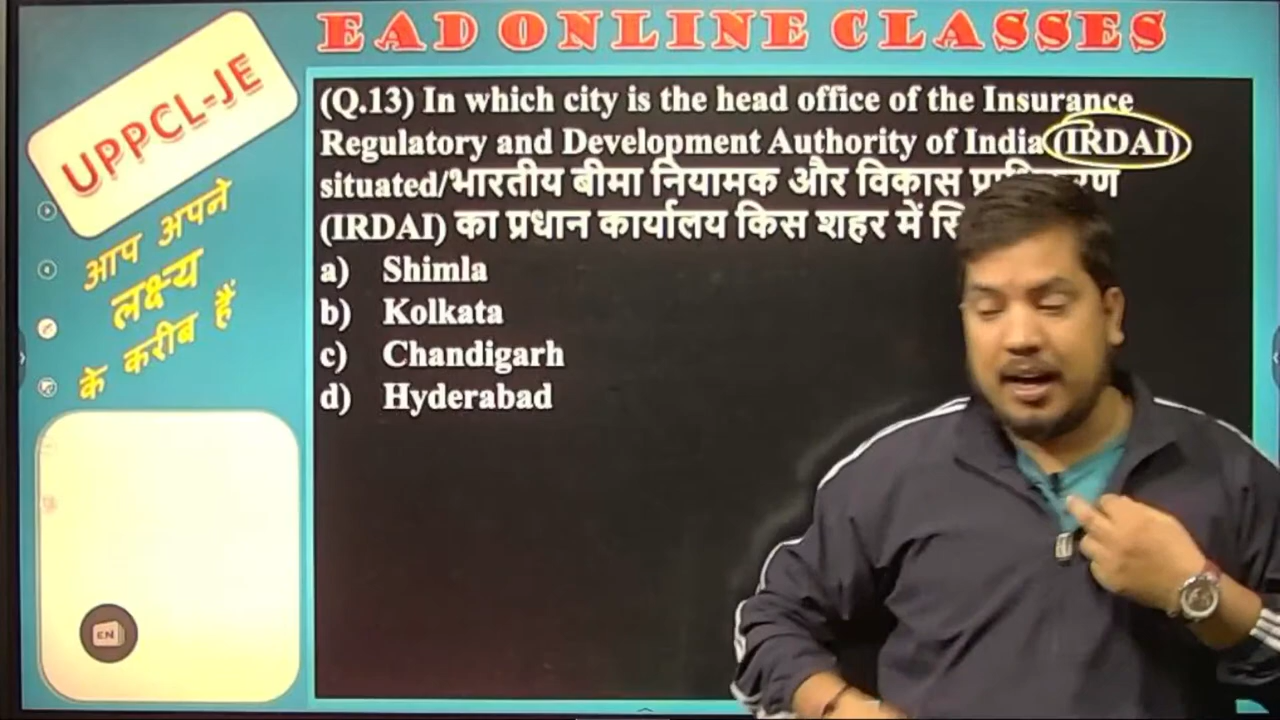 EAD ONLINE CLASSES
UPPCL-JE
आप अपने
लक्ष्य
के करीब हैं
(Q.13) In which city is the head office of the Insurance
Regulatory and Development Authority of India (IRDAI)
situated/भारतीय बीमा नियामक और विकास
(IRDAI) का प्रधान कार्यालय किस शहर में
a) Shimla
b) Kolkata
c) Chandigarh
d) Hyderabad
EN